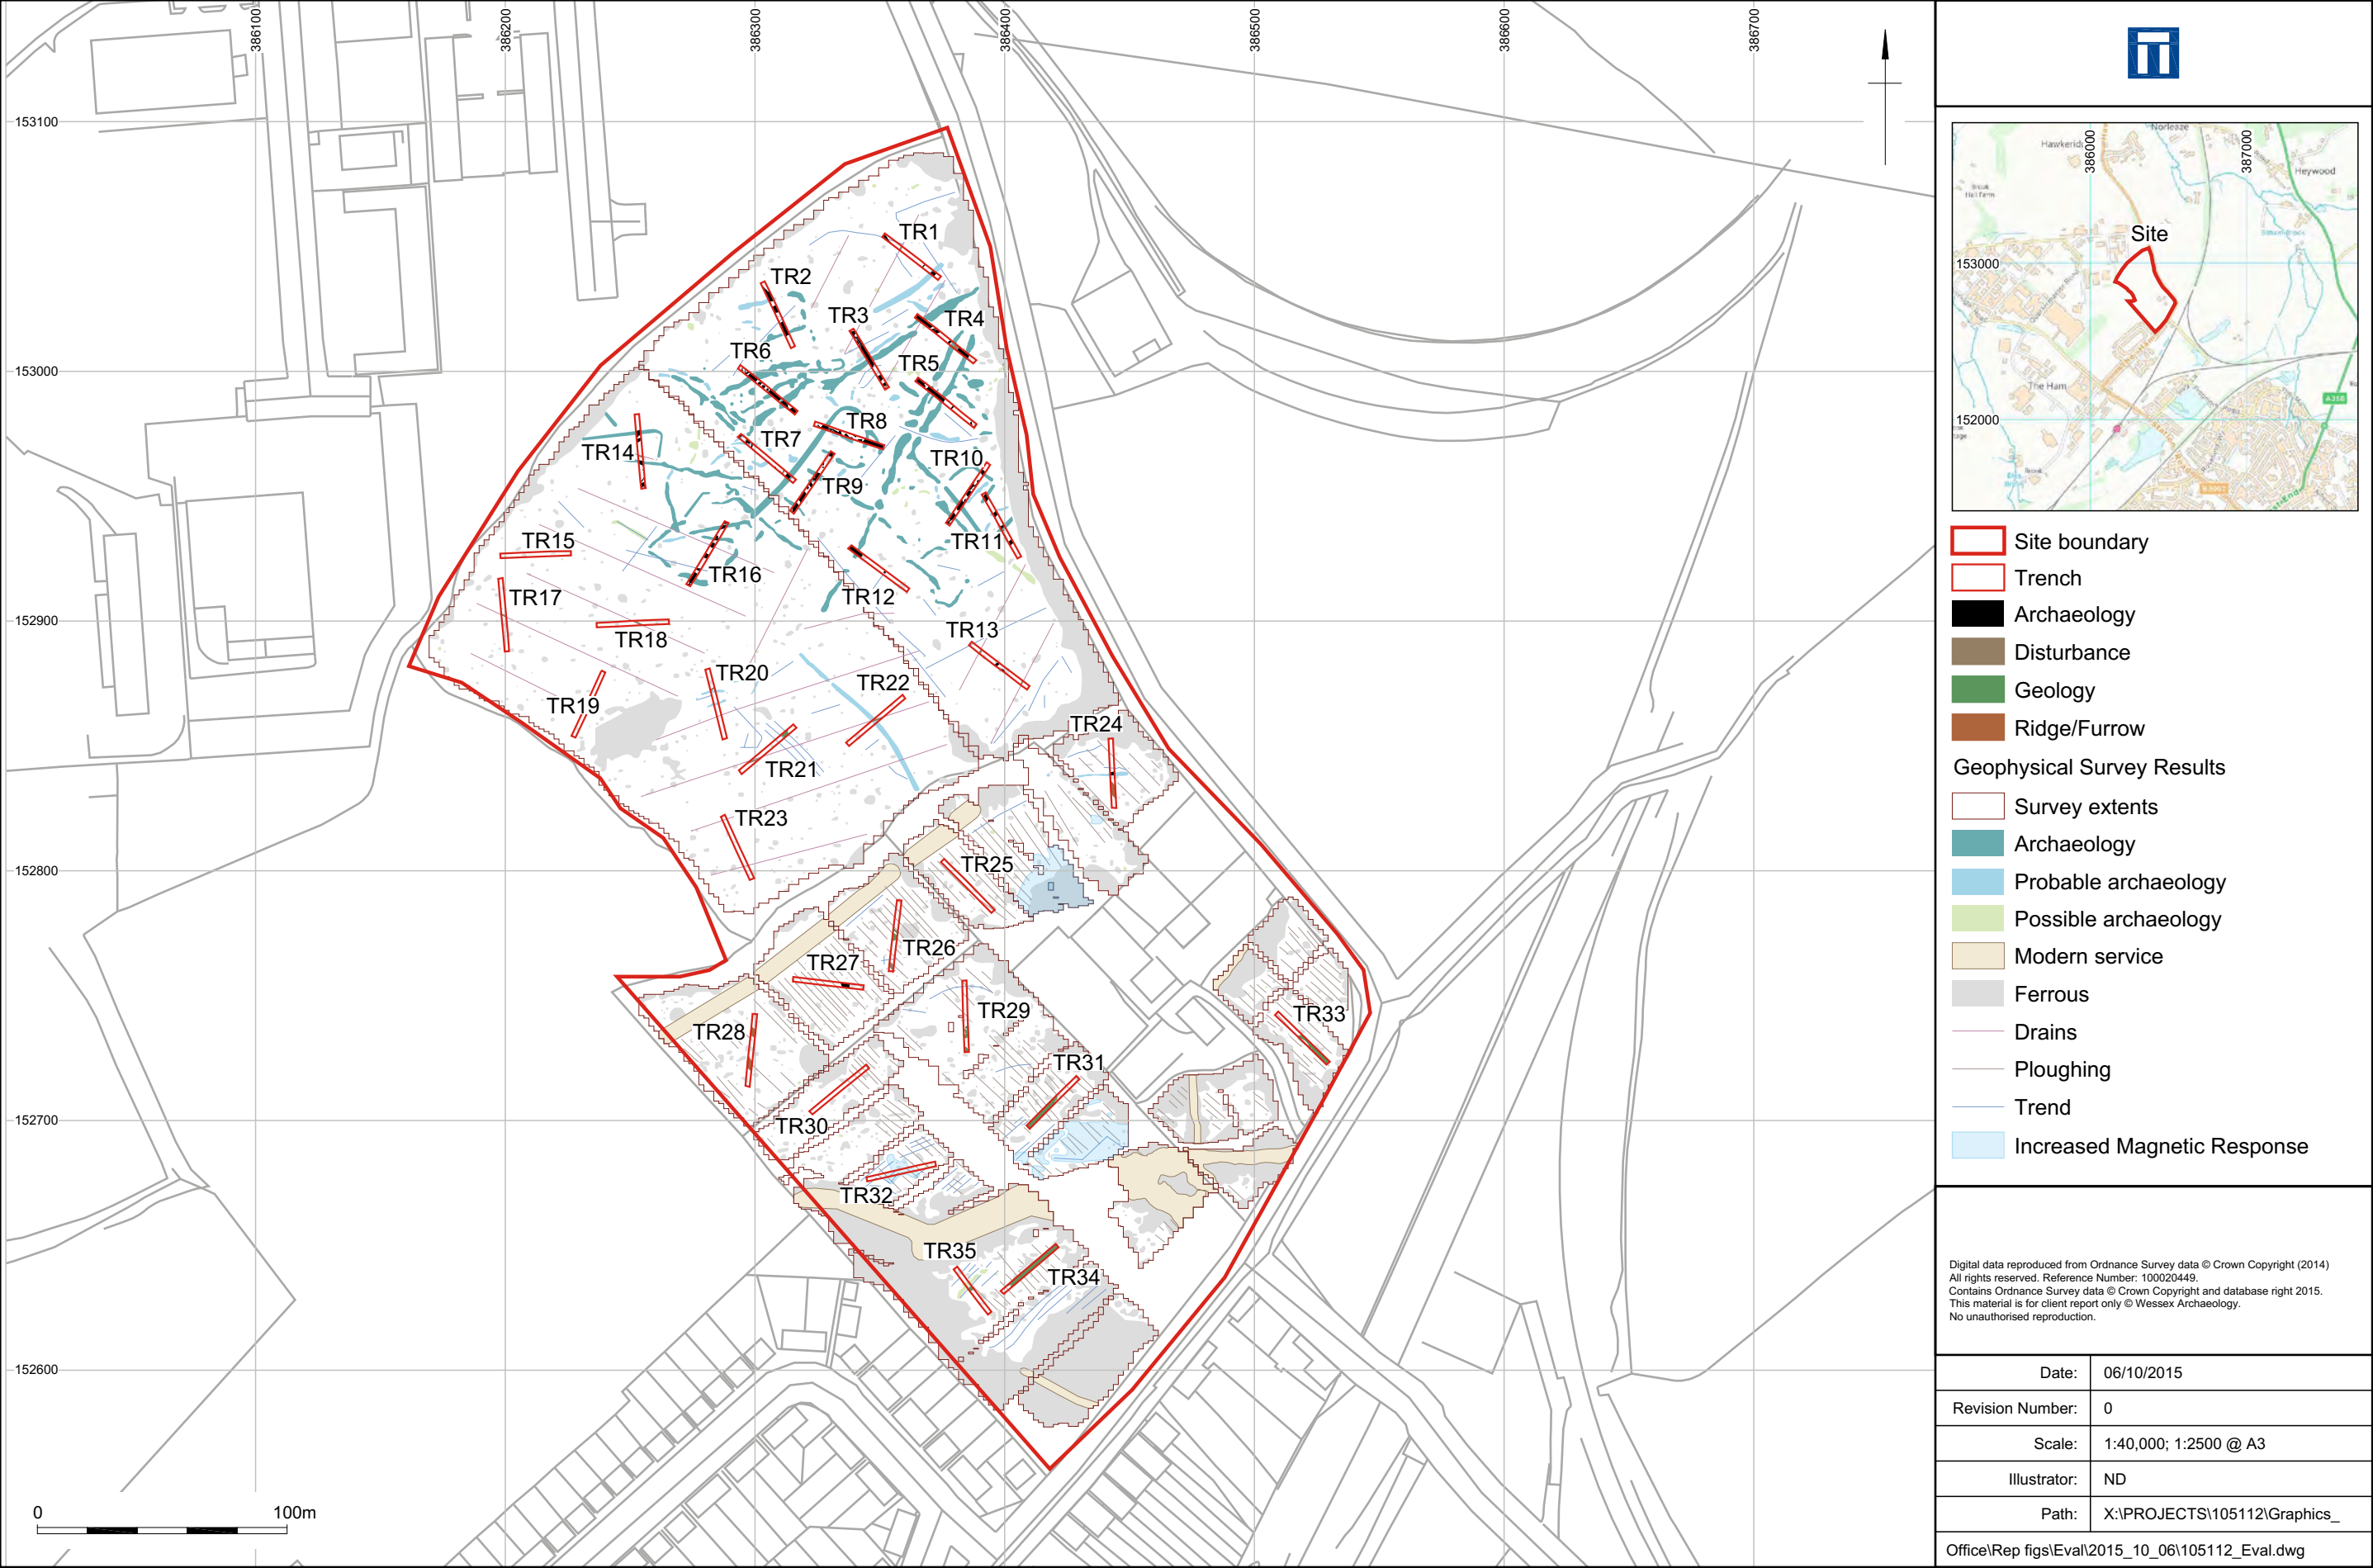 386100
386200
386300
386400
386500
386600
386700
153100
153000
152900
152800
152700
152600
TR1
TR2
TR3
TR4
TR5
TR6
TR7
TR8
TR9
TR10
TR11
TR12
TR13
TR14
TR15
TR16
TR17
TR18
TR19
TR20
TR21
TR22
TR23
TR24
TR25
TR26
TR27
TR28
TR29
TR30
TR31
TR32
TR33
TR34
TR35
0 100m
386000
387000
153000
152000
Norleaze
Heywood
Site
The Ham
Site boundary
Trench
Archaeology
Disturbance
Geology
Ridge/Furrow
Geophysical Survey Results
Survey extents
Archaeology
Probable archaeology
Possible archaeology
Modern service
Ferrous
Drains
Ploughing
Trend
Increased Magnetic Response
Digital data reproduced from Ordnance Survey data © Crown Copyright (2014)
All rights reserved. Reference Number: 100020449.
Contains Ordnance Survey data © Crown Copyright and database right 2015.
This material is for client report only © Wessex Archaeology.
No unauthorised reproduction.
Date: 06/10/2015
Revision Number: 0
Scale: 1:40,000; 1:2500 @ A3
Illustrator: ND
Path: X:\PROJECTS\105112\Graphics_
Office\Rep figs\Eval\2015_10_06\105112_Eval.dwg